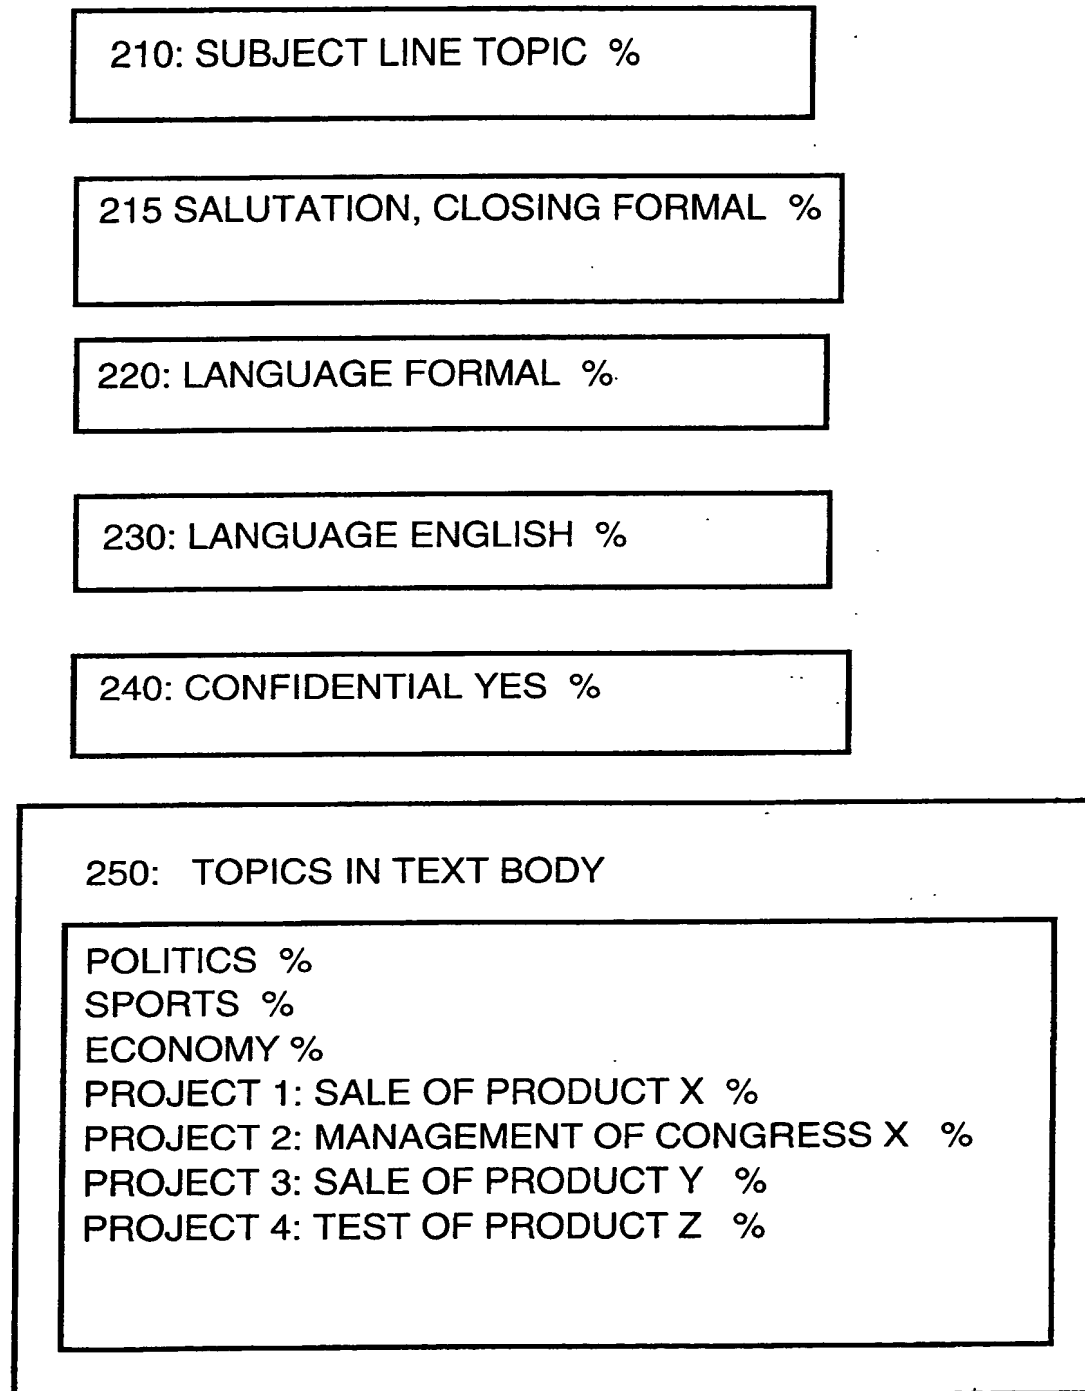 210: SUBJECT LINE TOPIC %
215 SALUTATION, CLOSING FORMAL %
220: LANGUAGE FORMAL %
230: LANGUAGE ENGLISH %
240: CONFIDENTIAL YES %
250: TOPICS IN TEXT BODY
POLITICS %
SPORTS %
ECONOMY %
PROJECT 1: SALE OF PRODUCT X %
PROJECT 2: MANAGEMENT OF CONGRESS X %
PROJECT 3: SALE OF PRODUCT Y %
PROJECT 4: TEST OF PRODUCT Z %